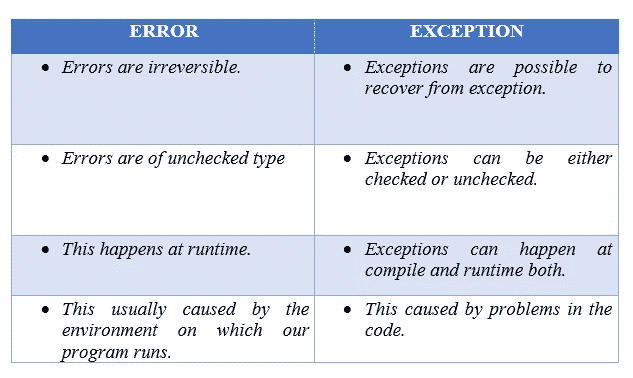 ERROR
EXCEPTION
• Errors are irreversible.
• Exceptions are possible to
recover from exception.
• Errors are of unchecked type
• Exceptions can be either
checked or unchecked.
• This happens at runtime.
• Exceptions can happen at
compile and runtime both.
• This usually caused by the
environment on which our
program runs.
• This caused by problems in the
code.